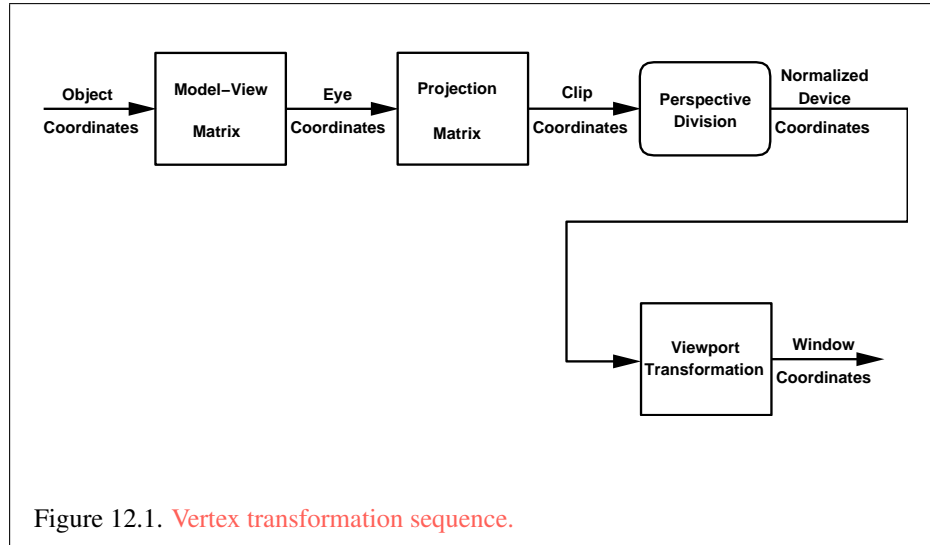 Object
Coordinates
Model−View
Matrix
Eye
Coordinates
Projection
Matrix
Clip
Coordinates
Perspective
Division
Normalized
Device
Coordinates
Viewport
Transformation
Window
Coordinates
Figure 12.1. Vertex transformation sequence.